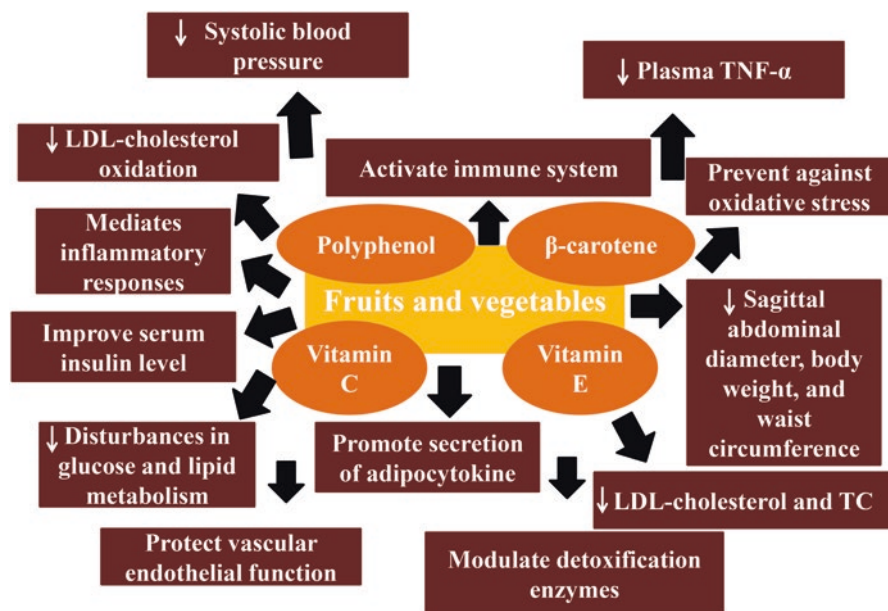 ↓ Systolic blood
pressure
↓ Plasma TNF-α
↓ LDL-cholesterol
oxidation
Activate immune system
Prevent against
oxidative stress
Mediates
inflammatory
responses
Polyphenol
β-carotene
Fruits and vegetables
Improve serum
insulin level
Vitamin
C
Vitamin
E
↓ Sagittal
abdominal
diameter, body
weight, and
waist
circumference
↓ Disturbances in
glucose and lipid
metabolism
Promote secretion
of adipocytokine
↓ LDL-cholesterol and TC
Protect vascular
endothelial function
Modulate detoxification
enzymes